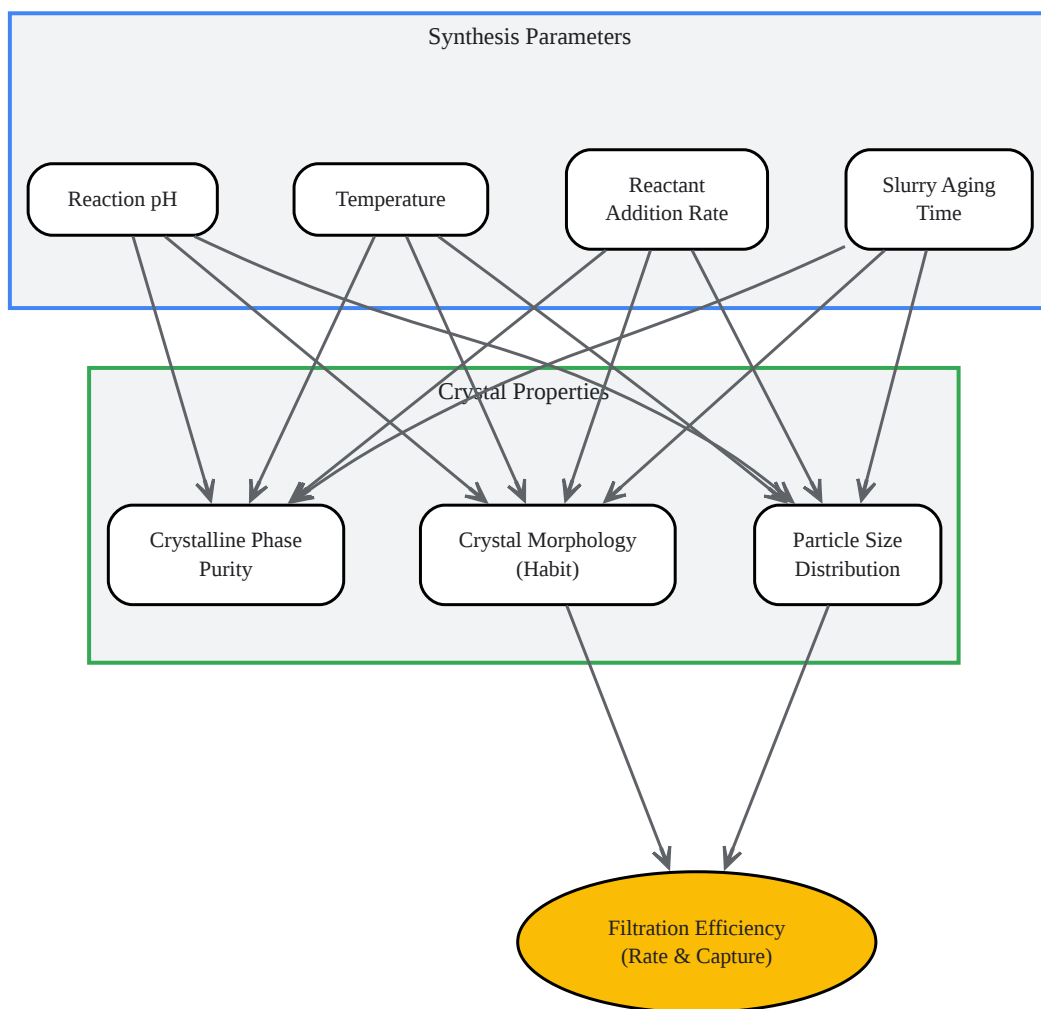 Synthesis Parameters
Reaction pH
Temperature
Reactant
Addition Rate
Slurry Aging
Time
Crystal Properties
Crystalline Phase
Purity
Crystal Morphology
(Habit)
Particle Size
Distribution
Filtration Efficiency
(Rate & Capture)